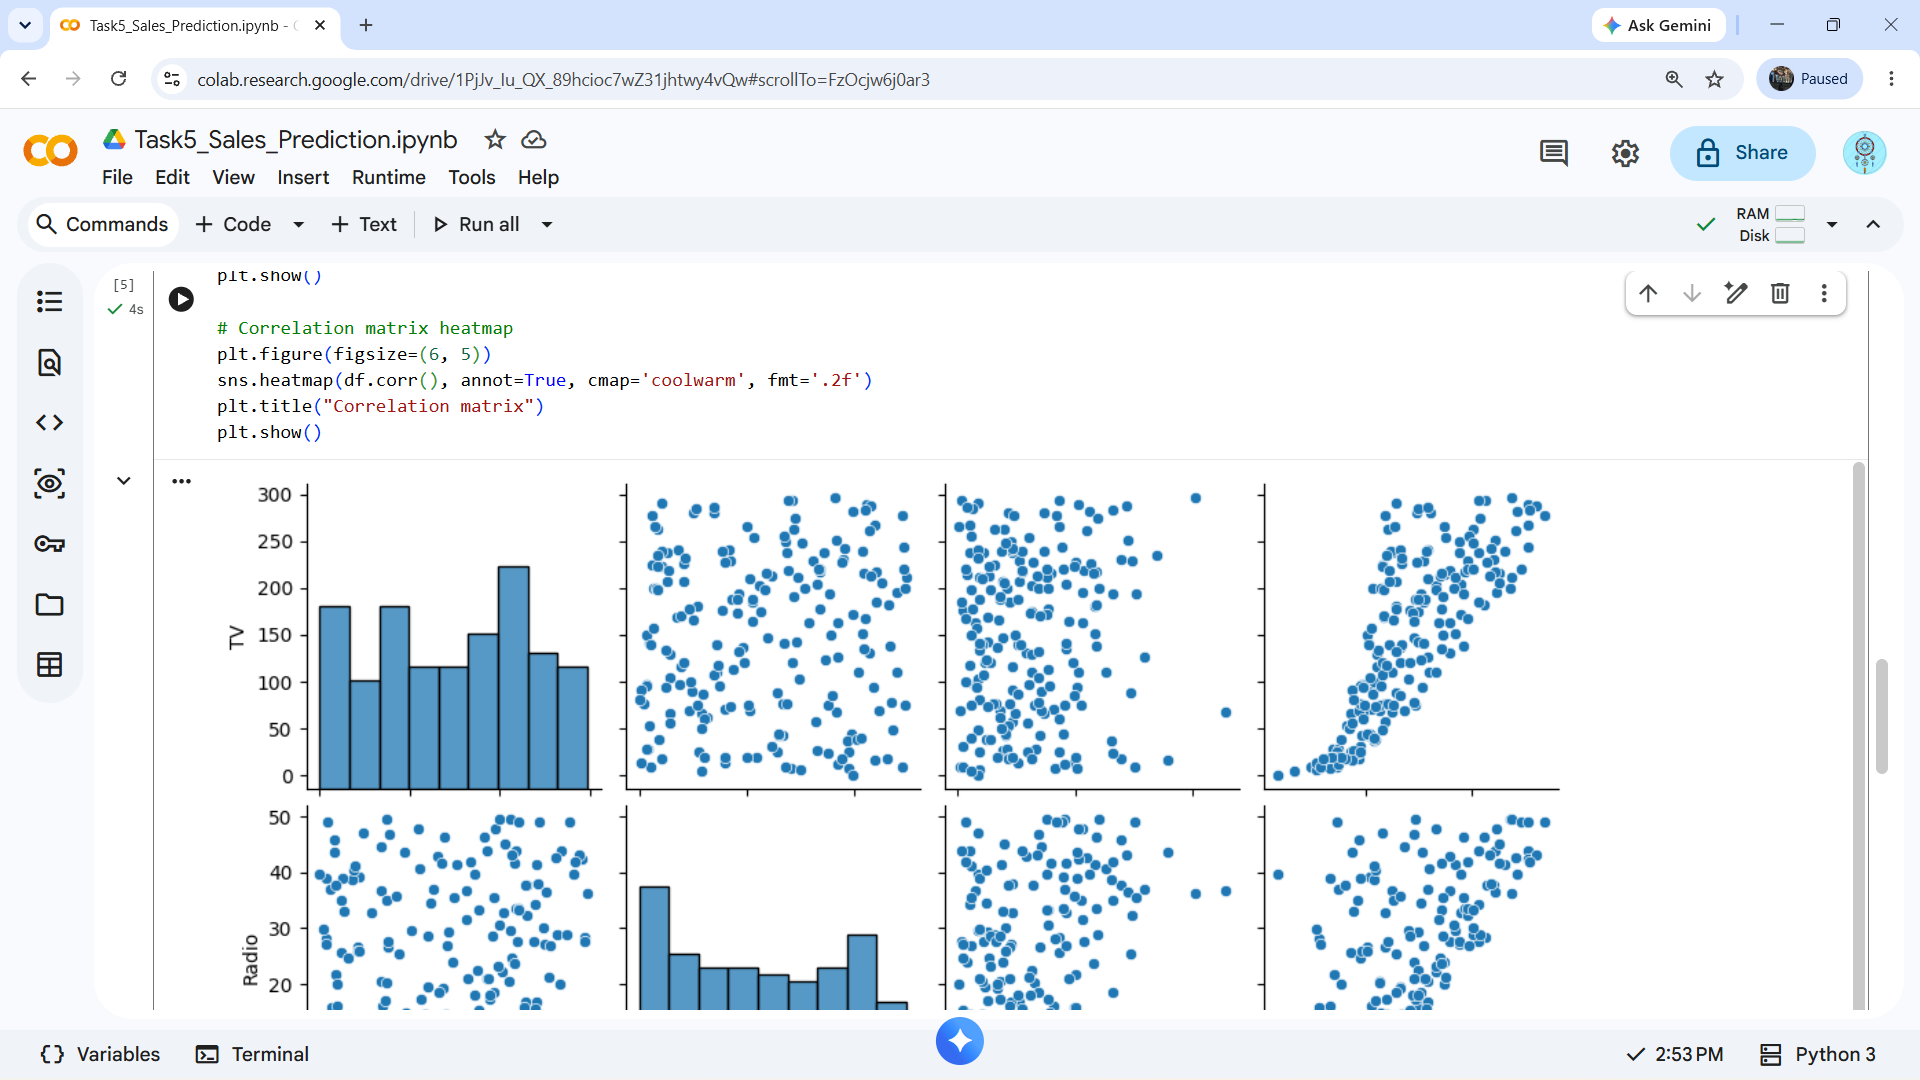 Task5_Sales_Prediction.ipynb -
Ask Gemini
colab.research.google.com/drive/1PjJv_Iu_QX_89hcioc7wZ31jhtwy4vQw#scrollTo=FzOcjw6j0ar3
Paused
Task5_Sales_Prediction.ipynb
File Edit View Insert Runtime Tools Help
Share
Commands + Code + Text Run all
RAM
Disk
[5]
4s
plt.show()
# Correlation matrix heatmap
plt.figure(figsize=(6, 5))
sns.heatmap(df.corr(), annot=True, cmap='coolwarm', fmt='.2f')
plt.title("Correlation matrix")
plt.show()
300
250
200
150
100
50
0
TV
50
40
30
20
Radio
Variables
Terminal
2:53 PM
Python 3